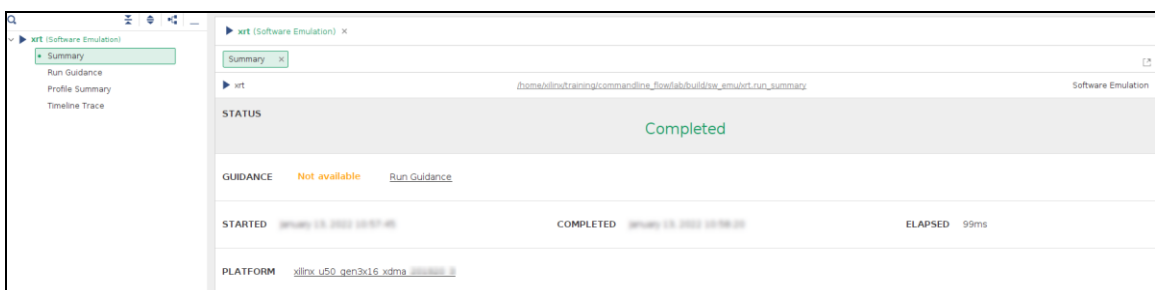 xrt (Software Emulation)
Summary
Run Guidance
Profile Summary
Timeline Trace
xrt (Software Emulation) ×
Summary ×
xrt /home/xilinx/training/commandline_flow/lab/build/sw_emu/xrt.run_summary Software Emulation
STATUS
Completed
GUIDANCE Not available Run Guidance
STARTED COMPLETED ELAPSED 99ms
PLATFORM xilinx_u50_gen3x16_xdma